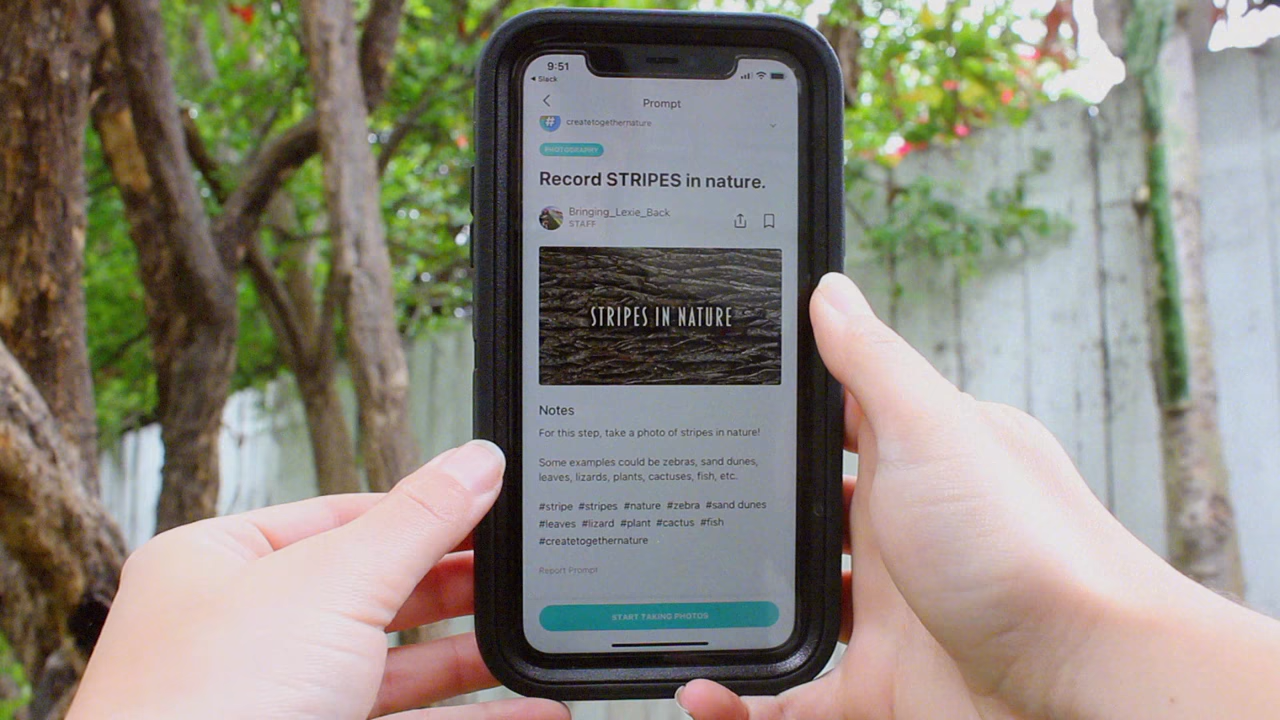 9:51
Slack
Prompt
# createtogethernature
PHOTOGRAPHY
Record STRIPES in nature.
Bringing_Lexie_Back
STAFF
STRIPES IN NATURE
Notes
For this step, take a photo of stripes in nature!
Some examples could be zebras, sand dunes,
leaves, lizards, plants, cactuses, fish, etc.
#stripe #stripes #nature #zebra #sand dunes
#leaves #lizard #plant #cactus #fish
#createtogethernature
Report Prompt
START TAKING PHOTOS